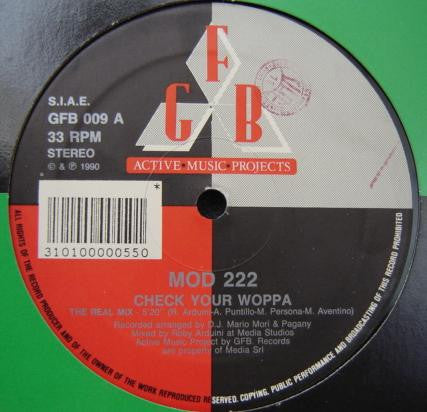 GFB
S.I.A.E.
GFB 009 A
33 RPM
STEREO
© & ℗ 1990
ACTIVE•MUSIC•PROJECTS
*
310100000550
MOD 222
CHECK YOUR WOPPA
THE REAL MIX - 5'20" (R. Arduini-A. Puntillo-M. Persona-M. Aventino)
Recorded arranged by D.J. Mario Mori & Pagany
Mixed by Roby Arduini at Media Studios
Active Music Project by GFB. Records
are property of Media Srl
ALL RIGHTS OF THE RECORD PRODUCER AND OF THE OWNER OF THE WORK REPRODUCED RESERVED. COPYING, PUBLIC PERFORMANCE AND BROADCASTING OF THIS RECORD PROHIBITED